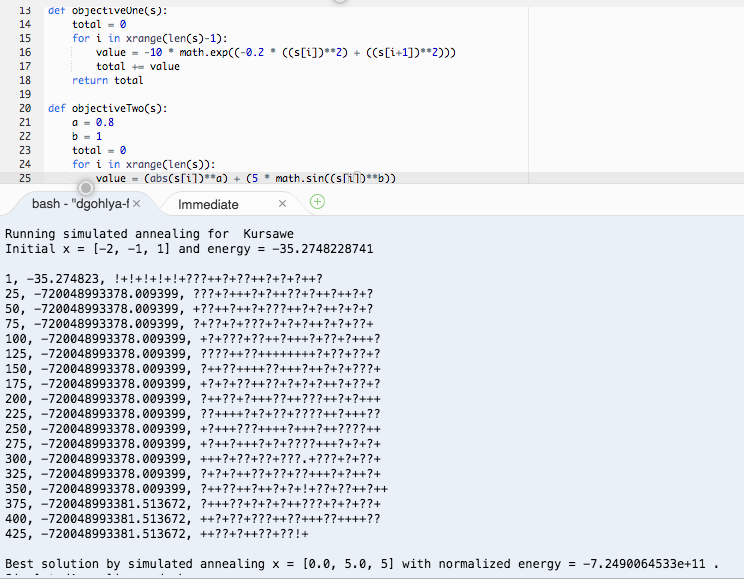 13 def objectiveOne(s):
14 total = 0
15 for i in xrange(len(s)-1):
16 value = -10 * math.exp((-0.2 * ((s[i])**2) + ((s[i+1])**2)))
17 total += value
18 return total
19
20 def objectiveTwo(s):
21 a = 0.8
22 b = 1
23 total = 0
24 for i in xrange(len(s)):
25 value = (abs(s[i])**a) + (5 * math.sin((s[i])**b))
bash - "dgohlya-f × Immediate ×
Running simulated annealing for Kursawe
Initial x = [-2, -1, 1] and energy = -35.2748228741
1, -35.274823, !+!+!+!+!+???++?+??++?+?+?++?
25, -720048993378.009399, ???+?+++?+?++??+?++?++?+?
50, -720048993378.009399, +??++?++?+???++?+?++?+?+?
75, -720048993378.009399, ?+??+?+???+?+?+?++?+?+??+
100, -720048993378.009399, +?+???+??++?+++?+??+?+++?
125, -720048993378.009399, ????++??+++++++++?+??+??+?
150, -720048993378.009399, ?++??++++??+++?++?+?+???+
175, -720048993378.009399, +?+?+??++??+?+?+?++?+??+?
200, -720048993378.009399, ?+??+?+++??++???++?+?+++
225, -720048993378.009399, ??++++?+?+??+????++?+++??
250, -720048993378.009399, +?+++???++++?+++?++????++
275, -720048993378.009399, +?++?+++?+?+????+++?+?+?+
300, -720048993378.009399, +++?+??+??+???.+???+?+??+
325, -720048993378.009399, ?+?+?++??++?+??+++?+?++?+
350, -720048993378.009399, ?++??++?++?+?+!+??+??++?++
375, -720048993381.513672, ?+++??+?+?+?++???+?+?+??+
400, -720048993381.513672, ++?+??+???++??+++??++++??
425, -720048993381.513672, ++??+?++??+??!+
Best solution by simulated annealing x = [0.0, 5.0, 5] with normalized energy = -7.2490064533e+11 .